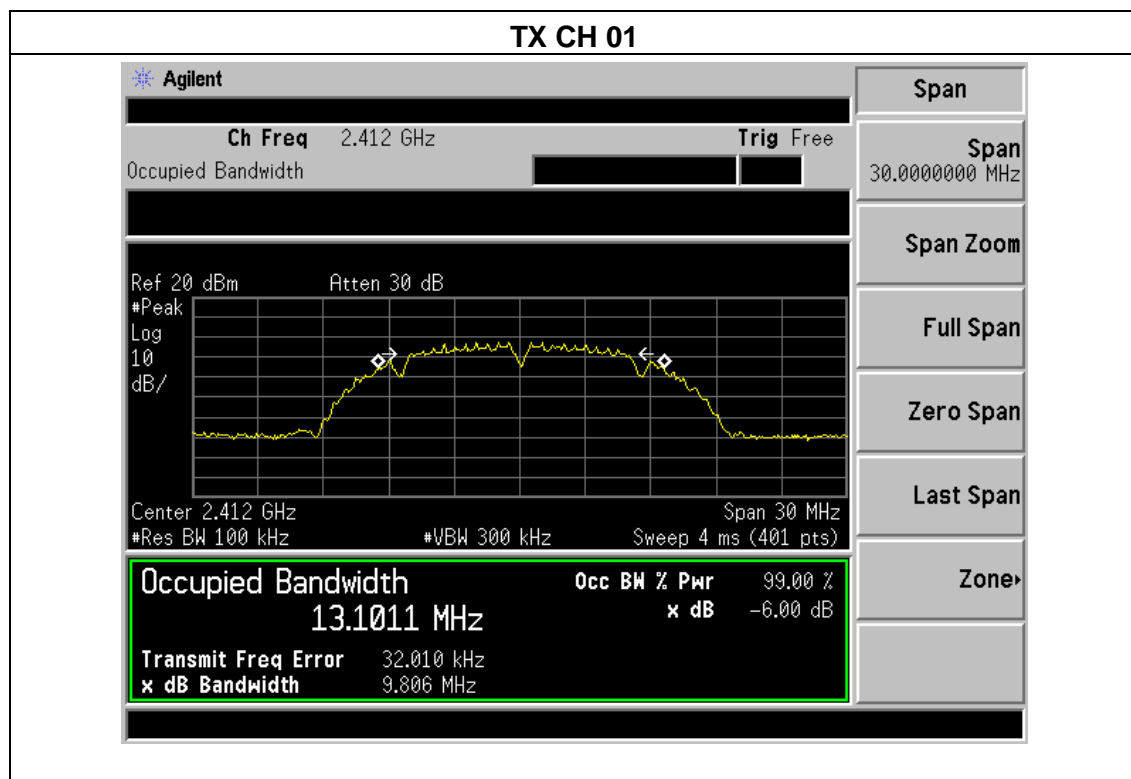 TX CH 01
Agilent
Ch Freq 2.412 GHz Trig Free
Occupied Bandwidth
Ref 20 dBm Atten 30 dB
#Peak
Log
10
dB/
Center 2.412 GHz Span 30 MHz
#Res BW 100 kHz #VBW 300 kHz Sweep 4 ms (401 pts)
Occupied Bandwidth Occ BW % Pwr 99.00 %
13.1011 MHz x dB -6.00 dB
Transmit Freq Error 32.010 kHz
x dB Bandwidth 9.806 MHz
Span
Span
30.0000000 MHz
Span Zoom
Full Span
Zero Span
Last Span
Zone▸